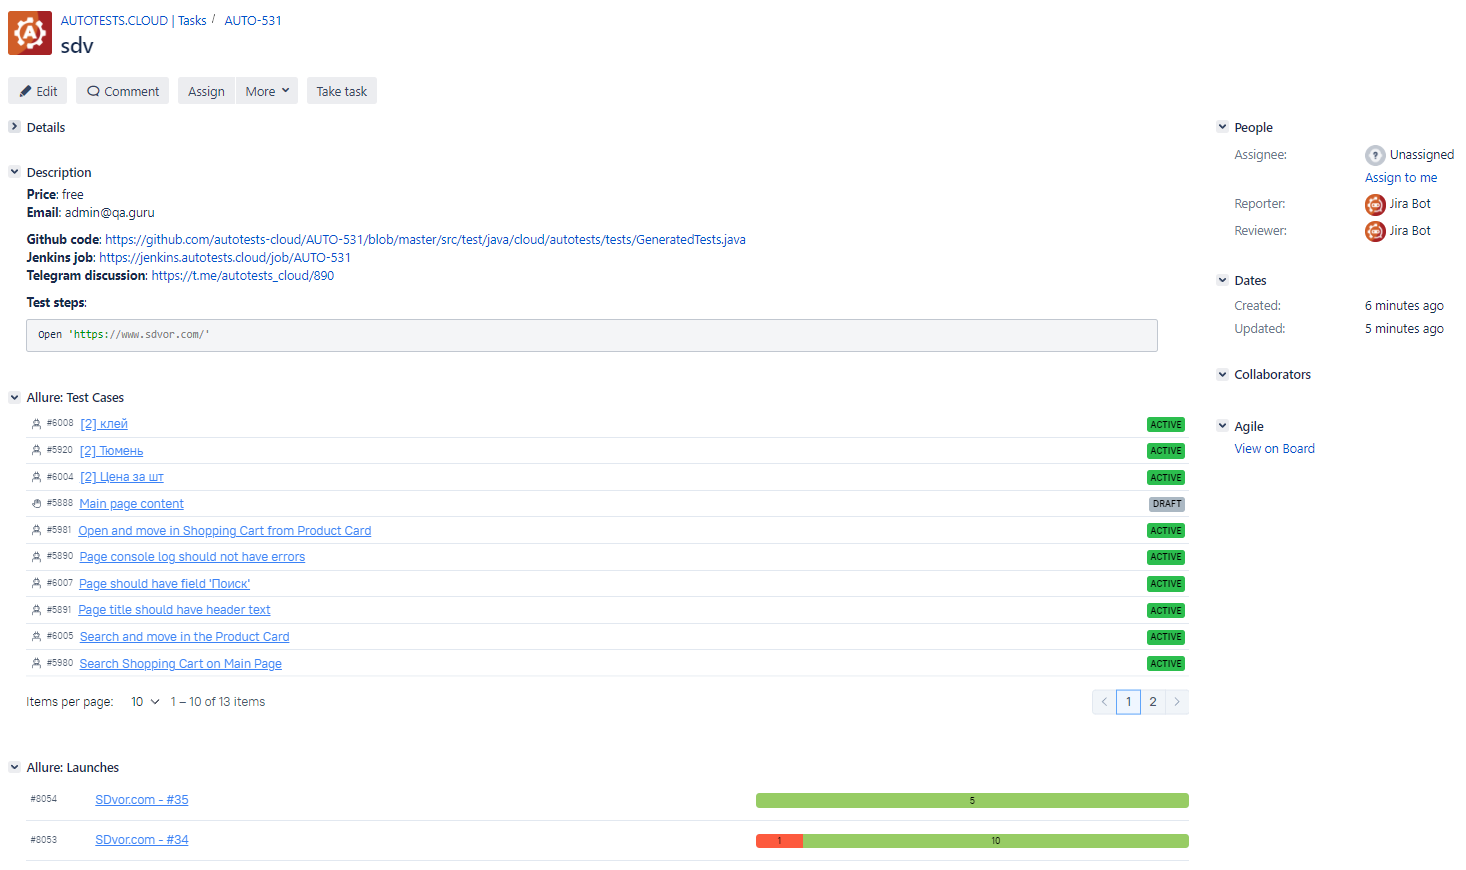 AUTOTESTS.CLOUD | Tasks / AUTO-531
sdv
Edit Comment Assign More Take task
Details
Description
Price: free
Email: admin@qa.guru
Github code: https://github.com/autotests-cloud/AUTO-531/blob/master/src/test/java/cloud/autotests/tests/GeneratedTests.java
Jenkins job: https://jenkins.autotests.cloud/job/AUTO-531
Telegram discussion: https://t.me/autotests_cloud/890
Test steps:
Open 'https://www.sdvor.com/'
Allure: Test Cases
#6008 [2] клей ACTIVE
#5920 [2] Тюмень ACTIVE
#6004 [2] Цена за шт ACTIVE
#5888 Main page content DRAFT
#5981 Open and move in Shopping Cart from Product Card ACTIVE
#5890 Page console log should not have errors ACTIVE
#6007 Page should have field 'Поиск' ACTIVE
#5891 Page title should have header text ACTIVE
#6005 Search and move in the Product Card ACTIVE
#5980 Search Shopping Cart on Main Page ACTIVE
Items per page: 10 1 – 10 of 13 items 1 2
Allure: Launches
#8054 SDvor.com - #35 5
#8053 SDvor.com - #34 1 10
People
Assignee: Unassigned
Assign to me
Reporter: Jira Bot
Reviewer: Jira Bot
Dates
Created: 6 minutes ago
Updated: 5 minutes ago
Collaborators
Agile
View on Board